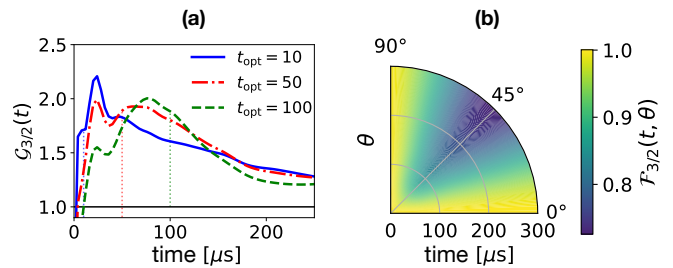 (a)
2.5
2.0
1.5
1.0
𝒢3/2(t)
topt = 10
topt = 50
topt = 100
0
100
200
time [μs]
(b)
90°
45°
0°
θ
0 100 200 300
time [μs]
1.0
0.9
0.8
ℱ3/2(t, θ)